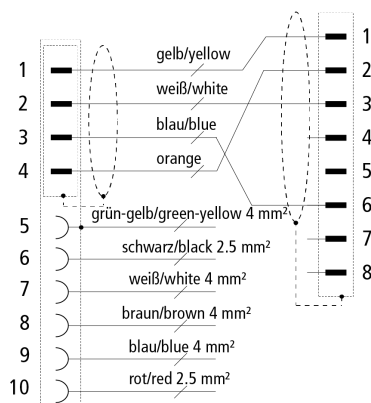 gelb/yellow
1
1
weiß/white
2
2
blau/blue
3
3
orange
4
4
5
grün-gelb/green-yellow 4 mm²
5
6
schwarz/black 2.5 mm²
6
7
weiß/white 4 mm²
7
8
braun/brown 4 mm²
8
blau/blue 4 mm²
9
rot/red 2.5 mm²
10